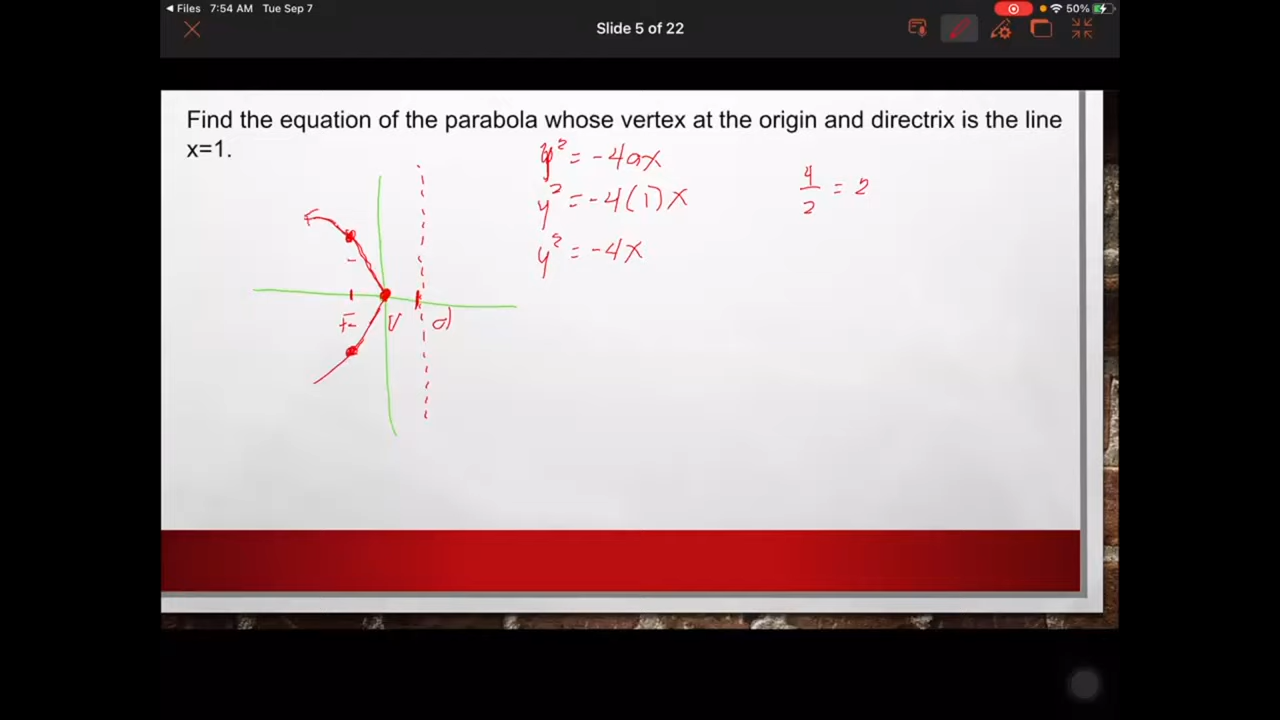 Files 7:54 AM Tue Sep 7 50%
Slide 5 of 22
Find the equation of the parabola whose vertex at the origin and directrix is the line
x=1.
y² = -4ax
y² = -4(1)x
y² = -4x
4/2 = 2
F V d